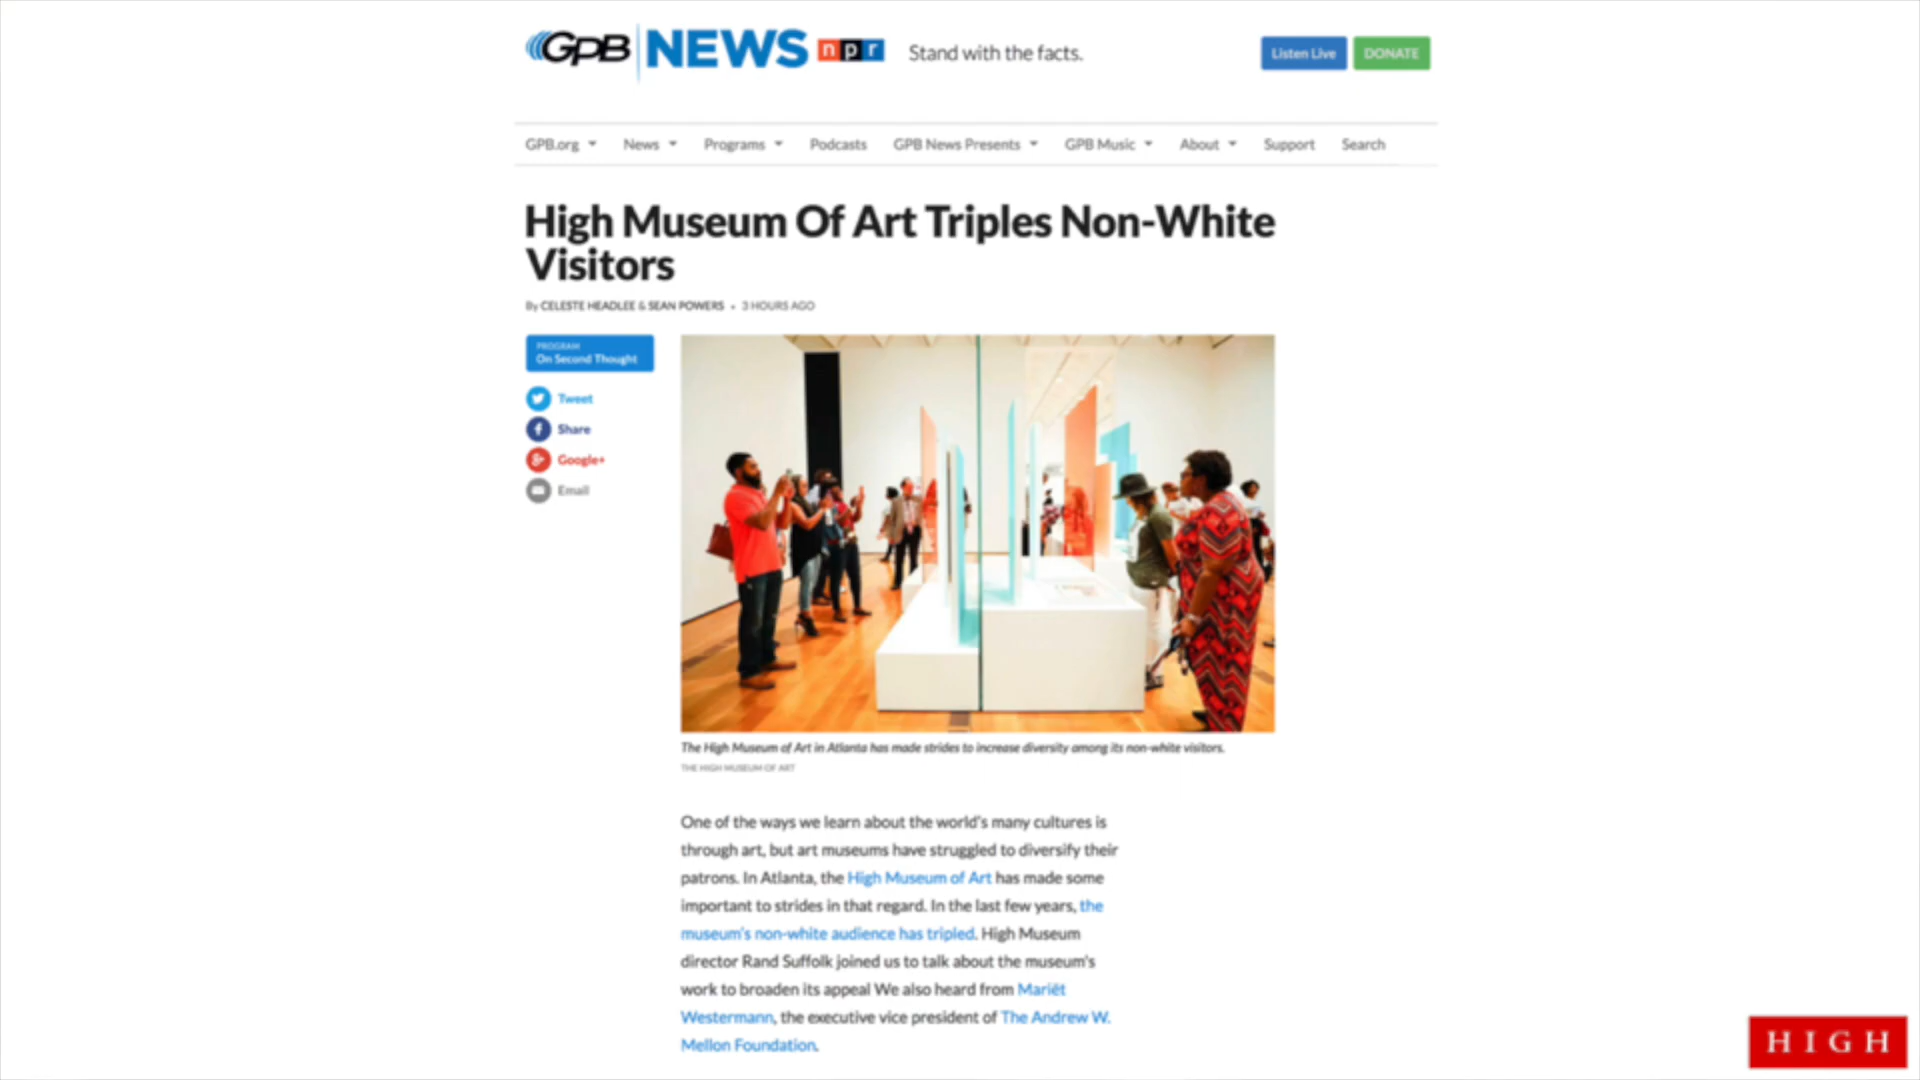 GPB NEWS npr Stand with the facts.
Listen Live DONATE
GPB.org News Programs Podcasts GPB News Presents GPB Music About Support Search
High Museum Of Art Triples Non-White
Visitors
By CELESTE HEADLEE & SEAN POWERS • 3 HOURS AGO
PROGRAM
On Second Thought
Tweet
Share
Google+
Email
The High Museum of Art in Atlanta has made strides to increase diversity among its non-white visitors.
THE HIGH MUSEUM OF ART
One of the ways we learn about the world's many cultures is
through art, but art museums have struggled to diversify their
patrons. In Atlanta, the High Museum of Art has made some
important to strides in that regard. In the last few years, the
museum's non-white audience has tripled. High Museum
director Rand Suffolk joined us to talk about the museum's
work to broaden its appeal We also heard from Mariët
Westermann, the executive vice president of The Andrew W.
Mellon Foundation.
HIGH